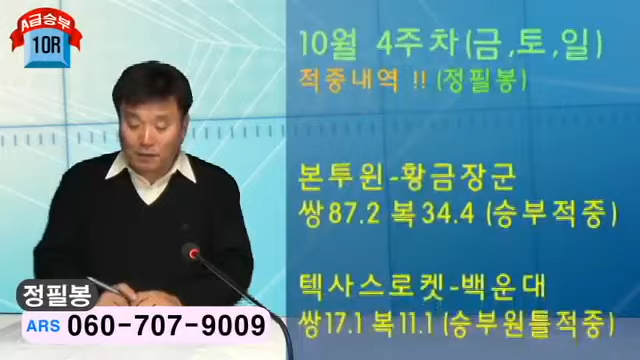 A급승부
10R
10월 4주차(금,토,일)
적중내역 !! (정필봉)
본투윈-황금장군
쌍87.2 복34.4 (승부적중)
텍사스로켓-백운대
쌍17.1 복11.1 (승부원틀적중)
정필봉
ARS 060-707-9009